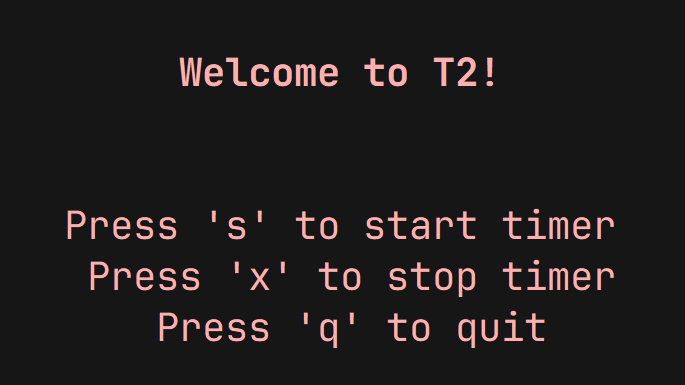 Welcome to T2!
Press 's' to start timer
Press 'x' to stop timer
Press 'q' to quit